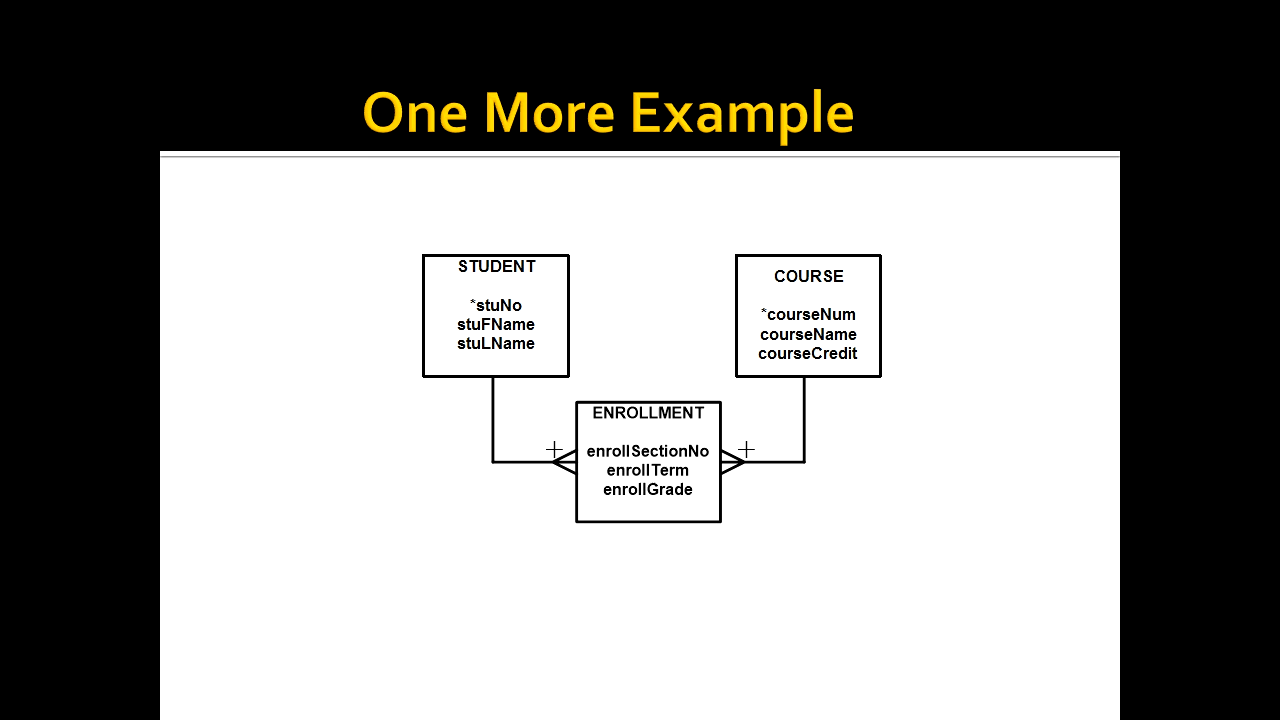 One More Example
STUDENT
*stuNo
stuFName
stuLName
COURSE
*courseNum
courseName
courseCredit
ENROLLMENT
enrollSectionNo
enrollTerm
enrollGrade
+
+